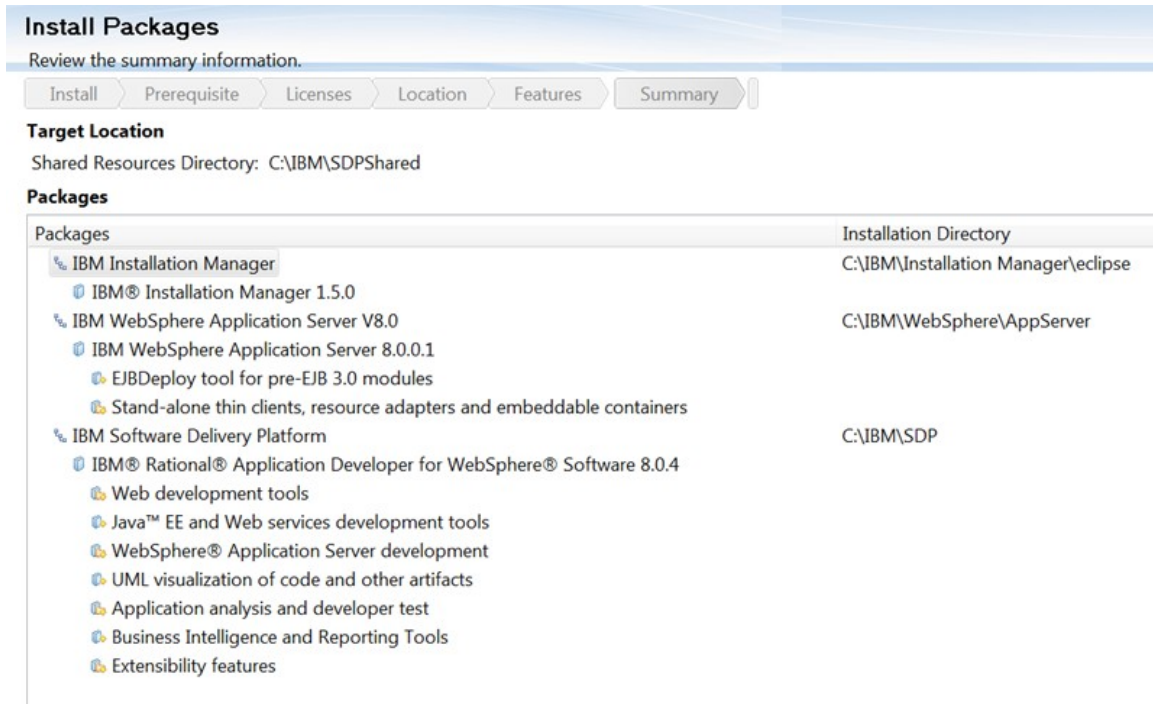 Install Packages
Review the summary information.
Install Prerequisite Licenses Location Features Summary
Target Location
Shared Resources Directory: C:\IBM\SDPShared
Packages
Packages Installation Directory
IBM Installation Manager C:\IBM\Installation Manager\eclipse
IBM® Installation Manager 1.5.0
IBM WebSphere Application Server V8.0 C:\IBM\WebSphere\AppServer
IBM WebSphere Application Server 8.0.0.1
EJBDeploy tool for pre-EJB 3.0 modules
Stand-alone thin clients, resource adapters and embeddable containers
IBM Software Delivery Platform C:\IBM\SDP
IBM® Rational® Application Developer for WebSphere® Software 8.0.4
Web development tools
Java™ EE and Web services development tools
WebSphere® Application Server development
UML visualization of code and other artifacts
Application analysis and developer test
Business Intelligence and Reporting Tools
Extensibility features